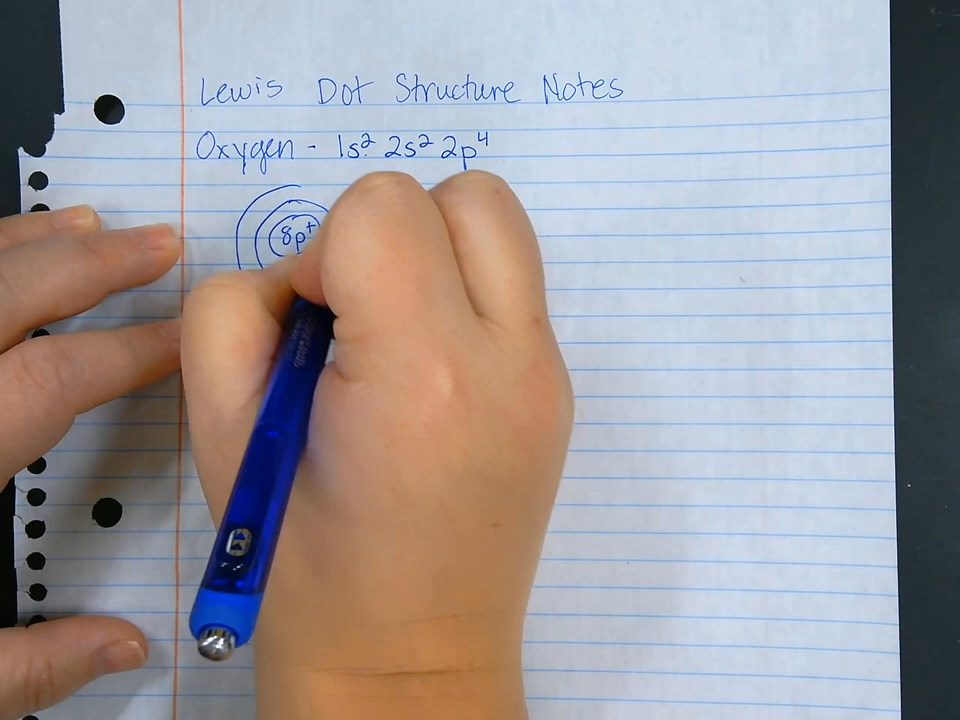 Lewis Dot Structure Notes
Oxygen - 1s² 2s² 2p⁴
8p⁺